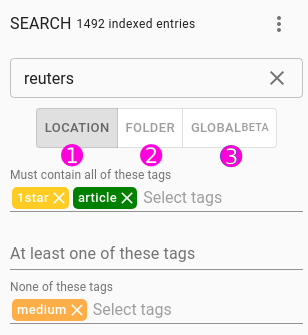 SEARCH 1492 indexed entries
reuters
LOCATION FOLDER GLOBALBETA
1 2 3
Must contain all of these tags
1star article Select tags
At least one of these tags
None of these tags
medium Select tags